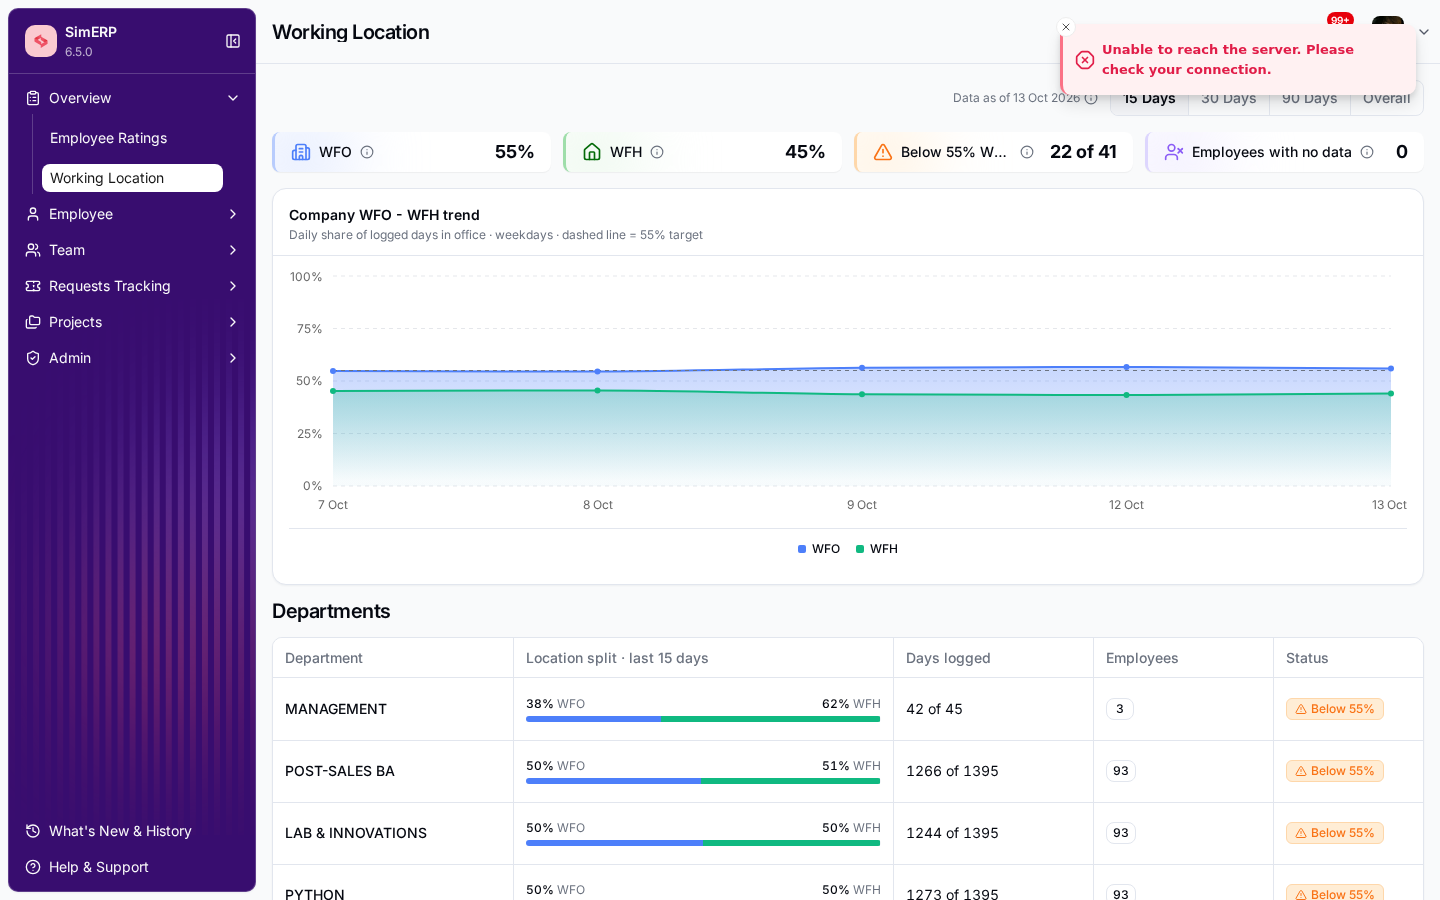 SimERP
6.5.0
Overview
Employee Ratings
Working Location
Employee
Team
Requests Tracking
Projects
Admin
What's New & History
Help & Support
Working Location
99+
Unable to reach the server. Please
check your connection.
Data as of 13 Oct 2026
15 Days
30 Days
90 Days
Overall
WFO
55%
WFH
45%
Below 55% W...
22 of 41
Employees with no data
0
Company WFO - WFH trend
Daily share of logged days in office · weekdays · dashed line = 55% target
100%
75%
50%
25%
0%
7 Oct
8 Oct
9 Oct
12 Oct
13 Oct
WFO
WFH
Departments
Department
Location split · last 15 days
Days logged
Employees
Status
MANAGEMENT
38% WFO
62% WFH
42 of 45
3
Below 55%
POST-SALES BA
50% WFO
51% WFH
1266 of 1395
93
Below 55%
LAB & INNOVATIONS
50% WFO
50% WFH
1244 of 1395
93
Below 55%
PYTHON
50% WFO
50% WFH
1273 of 1395
93
Below 55%